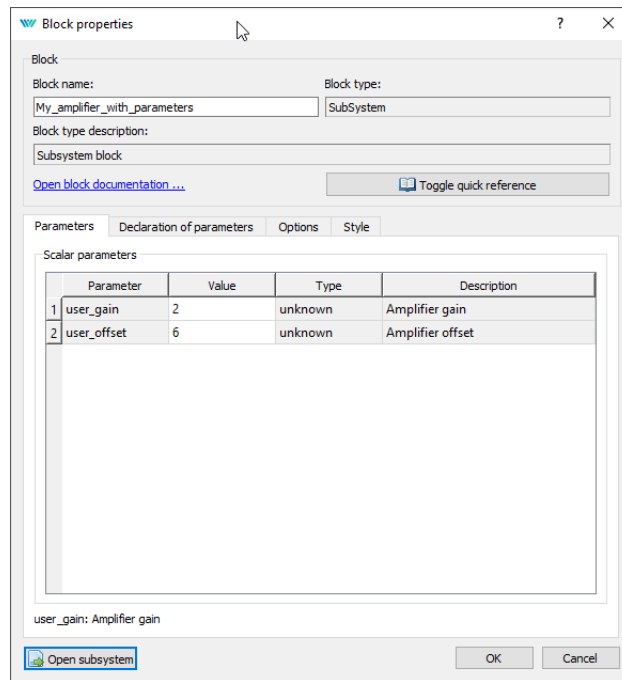 Block properties ?
Block
Block name: Block type:
My_amplifier_with_parameters SubSystem
Block type description:
Subsystem block
Open block documentation ... Toggle quick reference
Parameters Declaration of parameters Options Style
Scalar parameters
Parameter Value Type Description
1 user_gain 2 unknown Amplifier gain
2 user_offset 6 unknown Amplifier offset
user_gain: Amplifier gain
Open subsystem OK Cancel